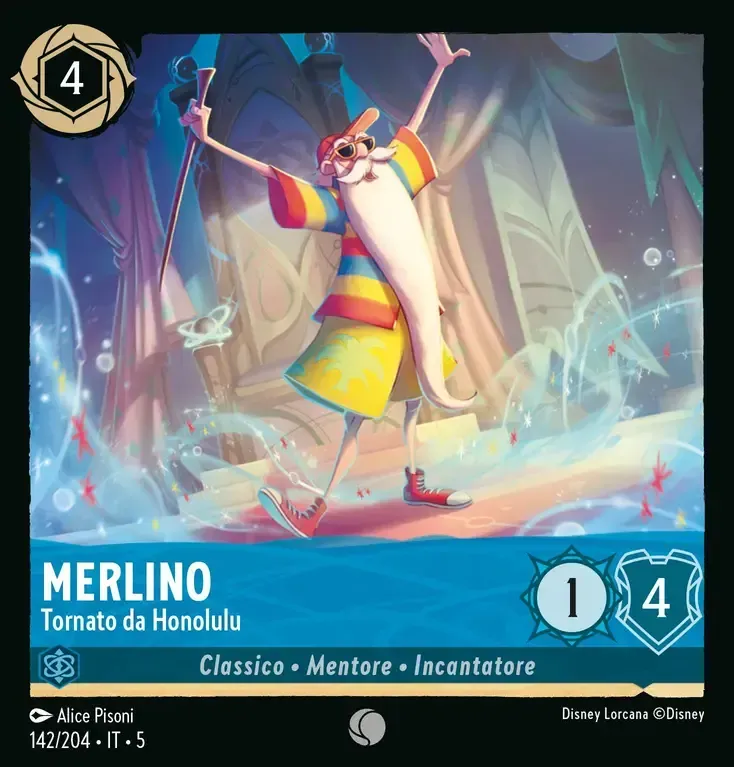 4
MERLINO
Tornato da Honolulu
1
4
Classico • Mentore • Incantatore
Alice Pisoni
Disney Lorcana ©Disney
142/204 • IT • 5